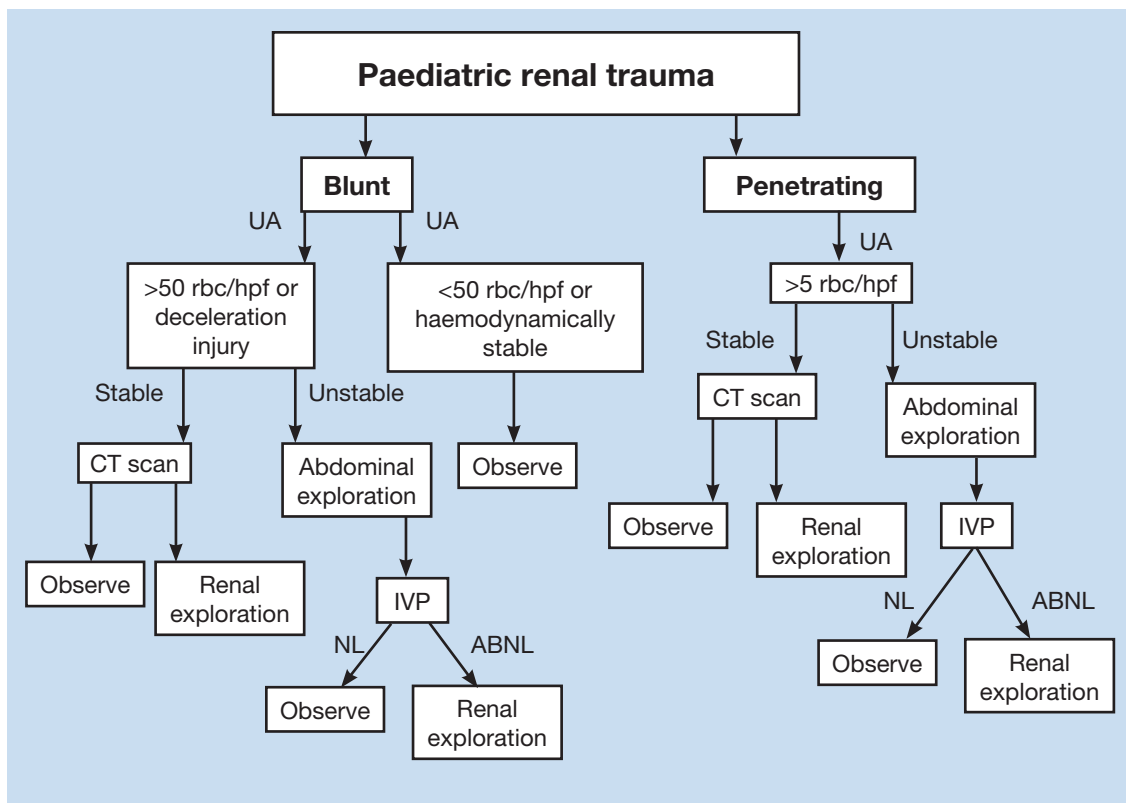 Paediatric renal trauma
Blunt
Penetrating
UA
UA
UA
>50 rbc/hpf or
deceleration
injury
<50 rbc/hpf or
haemodynamically
stable
>5 rbc/hpf
Stable
Unstable
Stable
Unstable
CT scan
Abdominal
exploration
Observe
CT scan
Abdominal
exploration
Observe
Renal
exploration
IVP
NL
ABNL
Observe
Renal
exploration
Observe
Renal
exploration
IVP
NL
ABNL
Observe
Renal
exploration